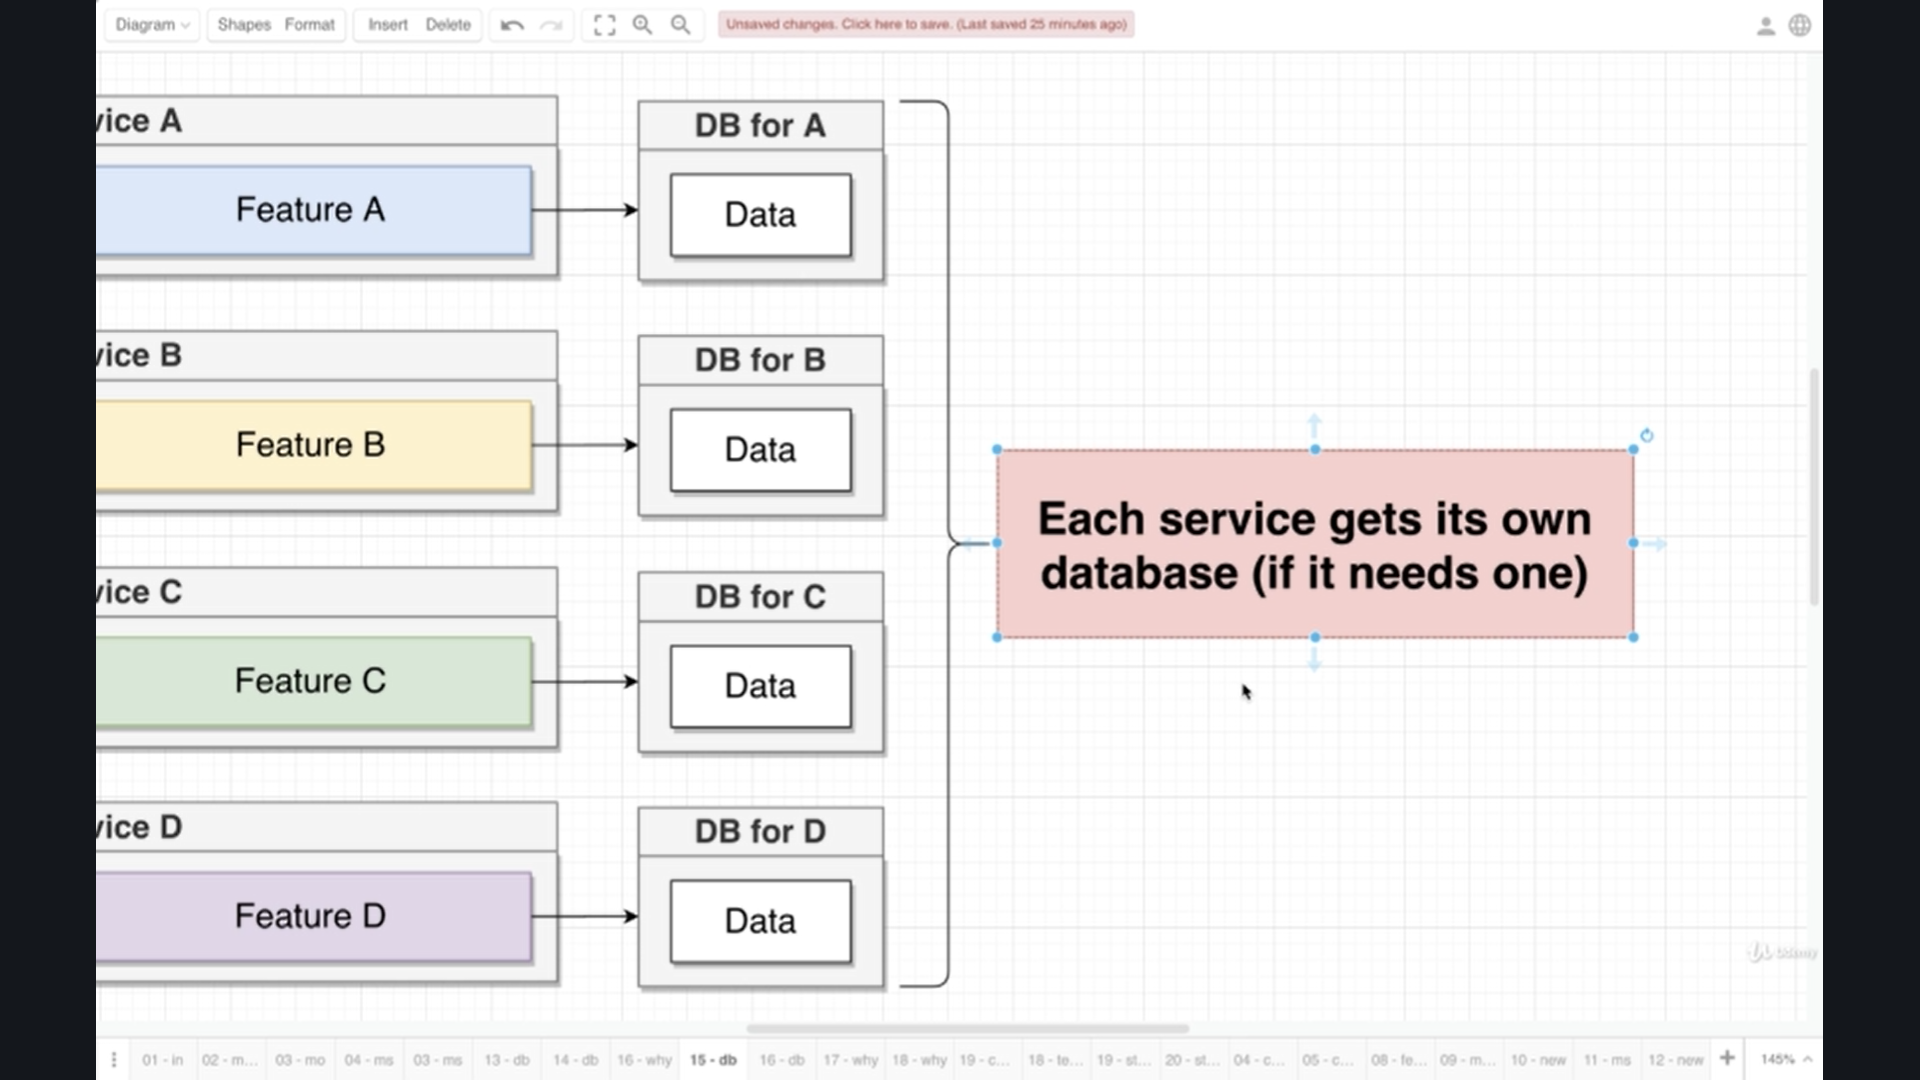 Diagram
Shapes Format
Insert Delete
Unsaved changes. Click here to save. (Last saved 25 minutes ago)
vice A
Feature A
DB for A
Data
vice B
Feature B
DB for B
Data
vice C
Feature C
DB for C
Data
vice D
Feature D
DB for D
Data
Each service gets its own
database (if it needs one)
Udemy
01 - in 02 - m... 03 - mo 04 - ms 03 - ms 13 - db 14 - db 16 - why 15 - db 16 - db 17 - why 18 - why 19 - c... 18 - te... 19 - st... 20 - st... 04 - c... 05 - c... 08 - fe... 09 - m... 10 - new 11 - ms 12 - new 145%